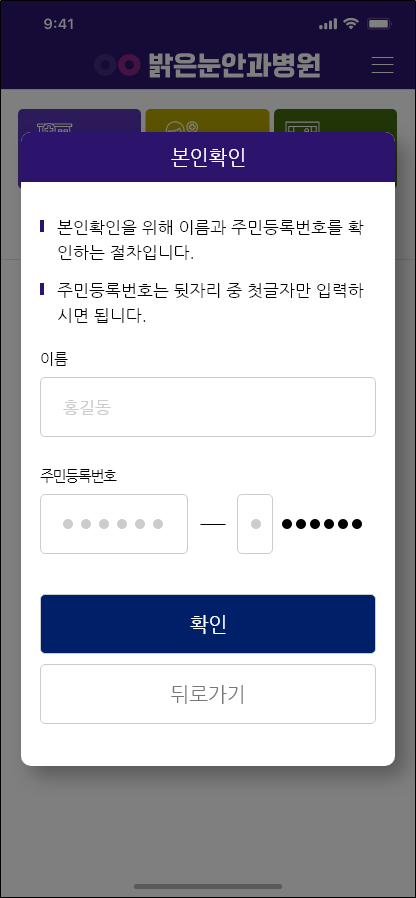 9:41
밝은눈안과병원
본인확인
본인확인을 위해 이름과 주민등록번호를 확
인하는 절차입니다.
주민등록번호는 뒷자리 중 첫글자만 입력하
시면 됩니다.
이름
홍길동
주민등록번호
확인
뒤로가기